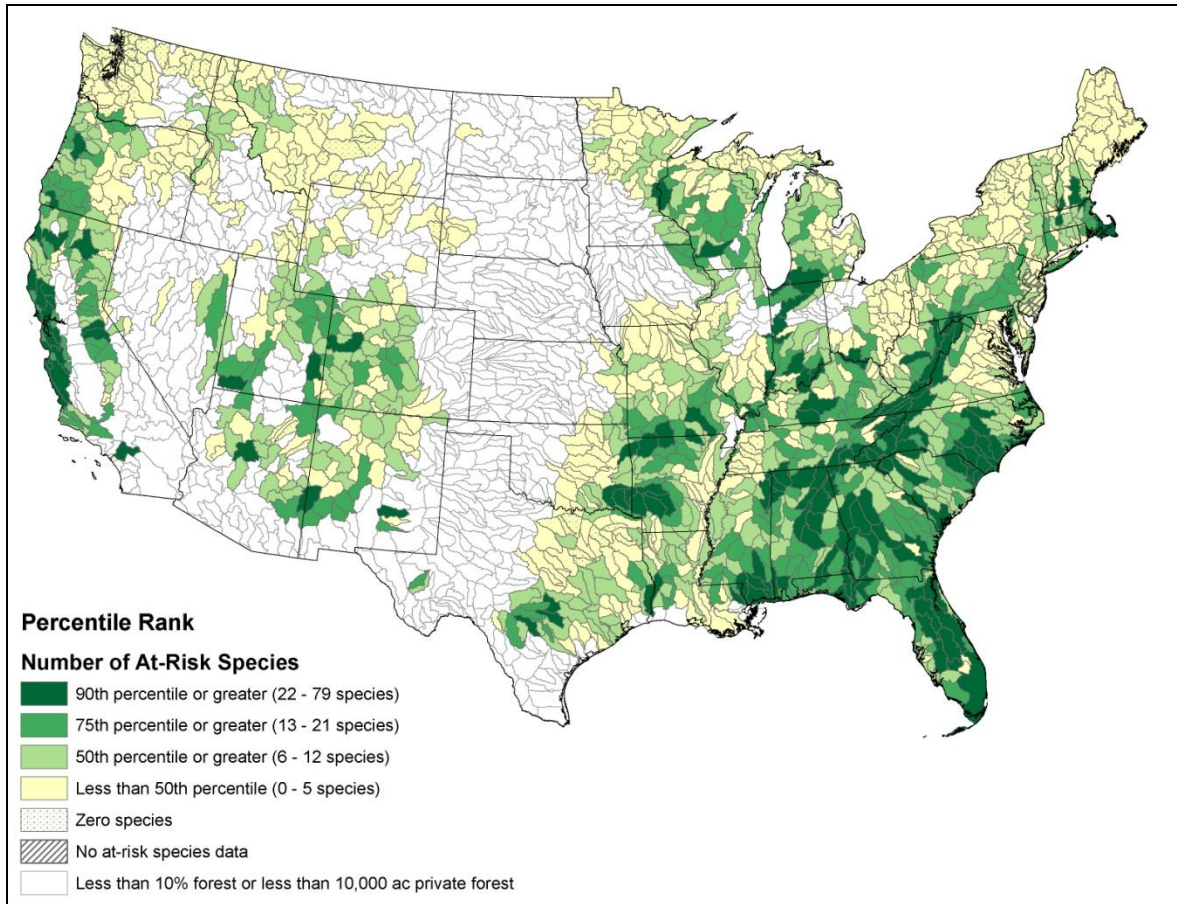 Percentile Rank
Number of At-Risk Species
90th percentile or greater (22 - 79 species)
75th percentile or greater (13 - 21 species)
50th percentile or greater (6 - 12 species)
Less than 50th percentile (0 - 5 species)
Zero species
No at-risk species data
Less than 10% forest or less than 10,000 ac private forest